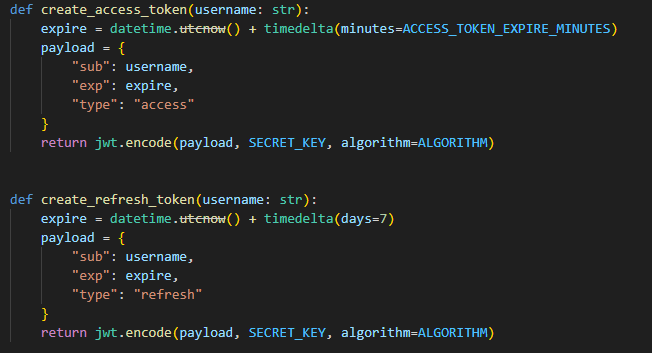 def create_access_token(username: str):
    expire = datetime.utcnow() + timedelta(minutes=ACCESS_TOKEN_EXPIRE_MINUTES)
    payload = {
        "sub": username,
        "exp": expire,
        "type": "access"
    }
    return jwt.encode(payload, SECRET_KEY, algorithm=ALGORITHM)

def create_refresh_token(username: str):
    expire = datetime.utcnow() + timedelta(days=7)
    payload = {
        "sub": username,
        "exp": expire,
        "type": "refresh"
    }
    return jwt.encode(payload, SECRET_KEY, algorithm=ALGORITHM)